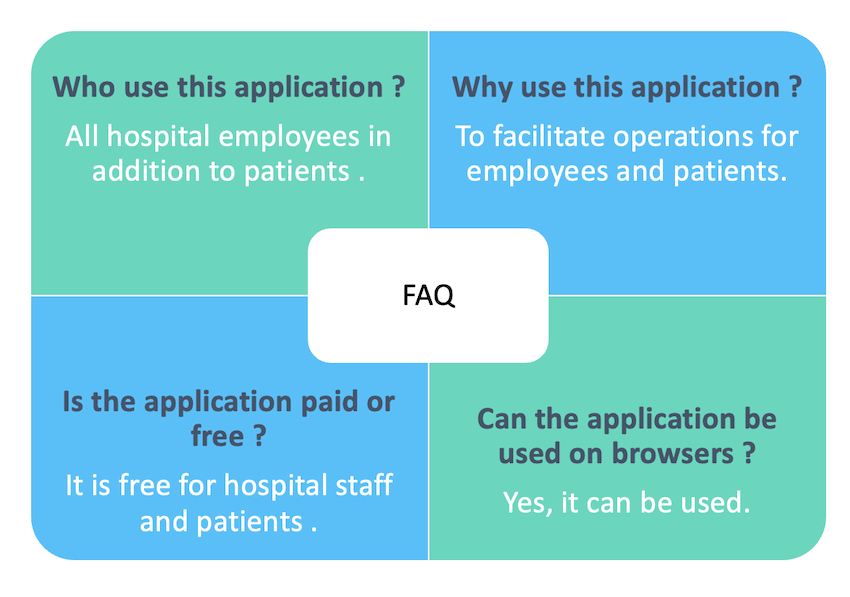 Who use this application ?
All hospital employees in
addition to patients .
Why use this application ?
To facilitate operations for
employees and patients.
FAQ
Is the application paid or
free ?
It is free for hospital staff
and patients .
Can the application be
used on browsers ?
Yes, it can be used.